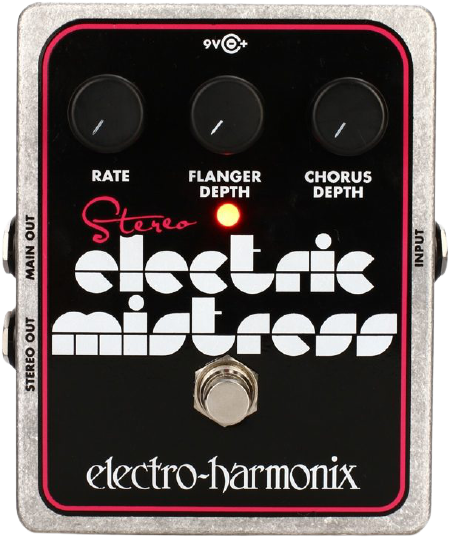 9V +
RATE FLANGER DEPTH CHORUS DEPTH
Stereo
electric
mistress
MAIN OUT
STEREO OUT
INPUT
electro-harmonix